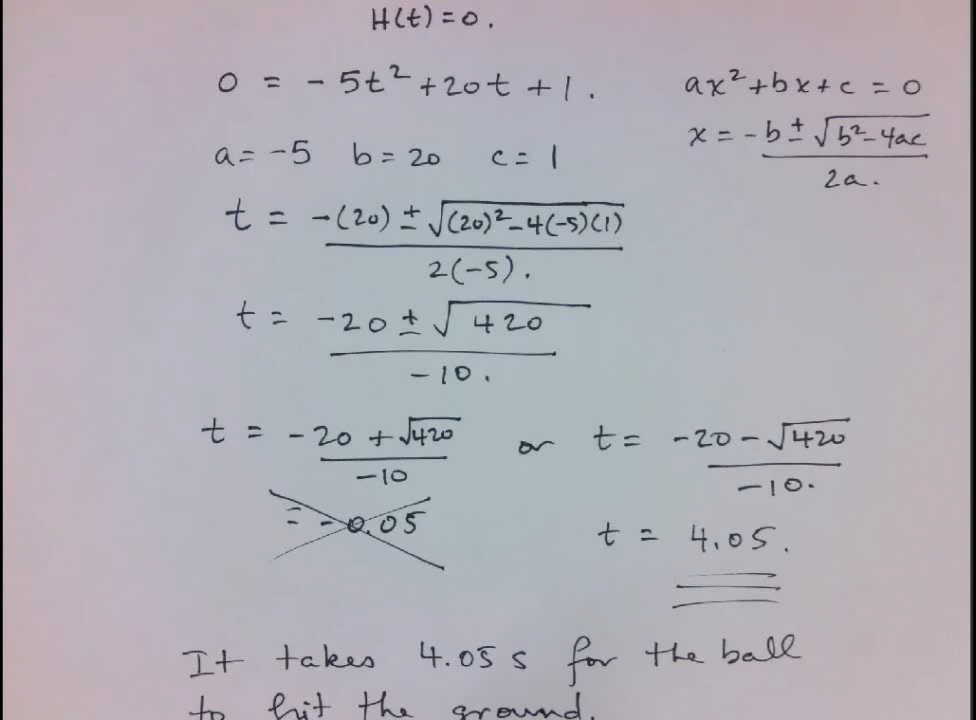 H(t) = 0.
0 = -5t² + 20t + 1.
ax² + bx + c = 0
x = -b ± √b² - 4ac
2a.
a = -5 b = 20 c = 1
t = -(20) ± √(20)² - 4(-5)(1)
2(-5).
t = -20 ± √420
-10.
t = -20 + √420 or t = -20 - √420
-10 -10.
= -0.05 t = 4.05.
It takes 4.05 s for the ball
to hit the ground.